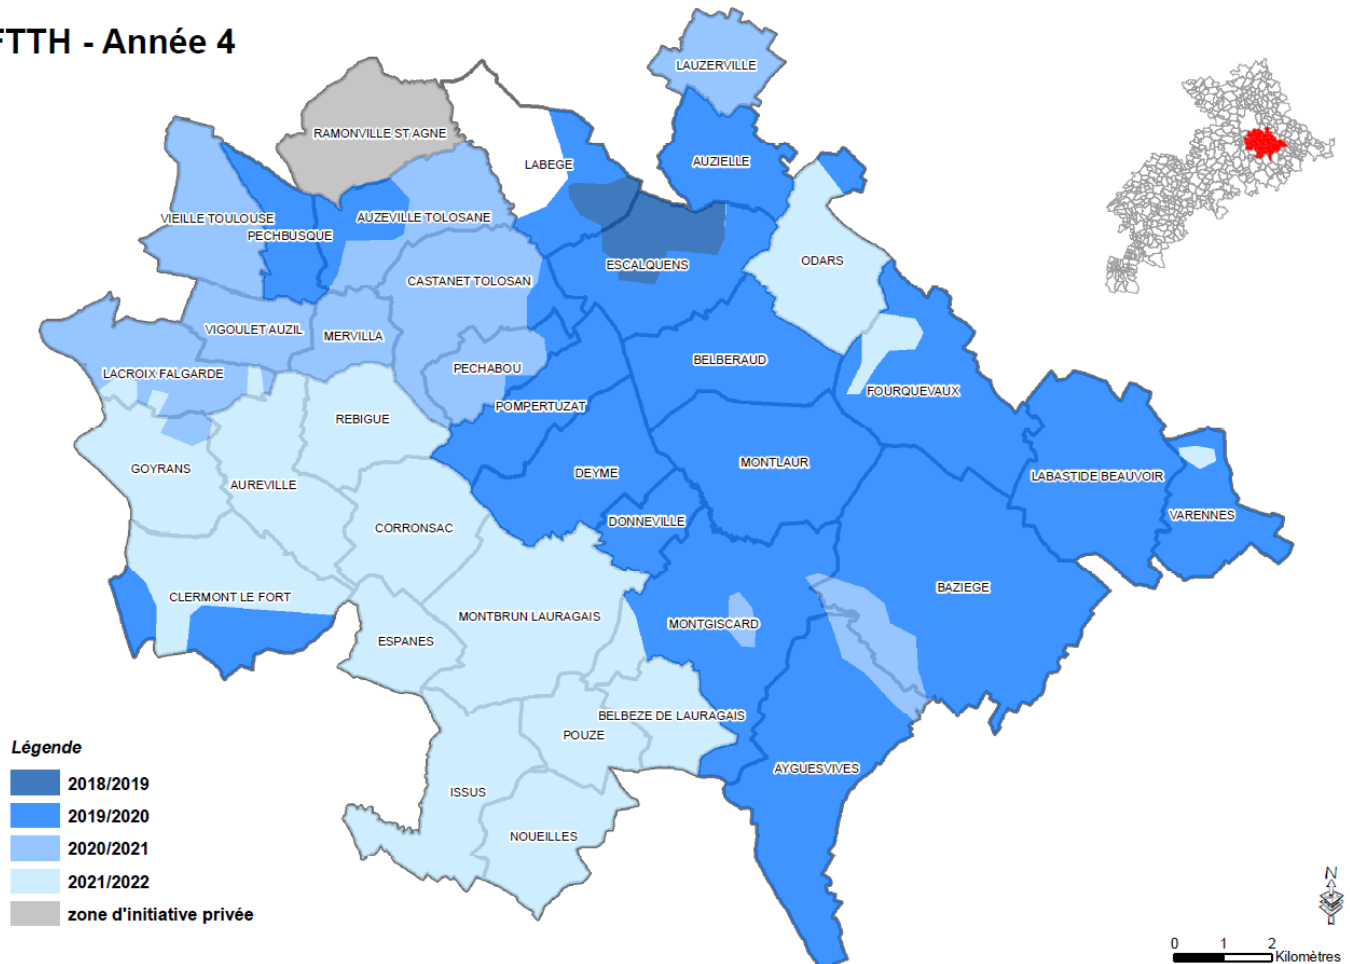 FTTH - Année 4
LAUZERVILLE
RAMONVILLE ST AGNE
LABEGE
AUZIELLE
VIEILLE TOULOUSE
AUZEVILLE TOLOSANE
PECHBUSQUE
ESCALQUENS
ODARS
CASTANET TOLOSAN
VIGOULET AUZIL
MERVILLA
BELBERAUD
PECHABOU
LACROIX FALGARDE
FOURQUEVAUX
POMPERTUZAT
REBIGUE
GOYRANS
AUREVILLE
DEYME
MONTLAUR
LABASTIDE BEAUVOIR
VARENNES
CORRONSAC
DONNEVILLE
BAZIEGE
CLERMONT LE FORT
MONTBRUN LAURAGAIS
MONTGISCARD
ESPANES
BELBEZE DE LAURAGAIS
POUZE
AYGUESVIVES
ISSUS
NOUEILLES
Légende
2018/2019
2019/2020
2020/2021
2021/2022
zone d'initiative privée
N
0 1 2
Kilomètres